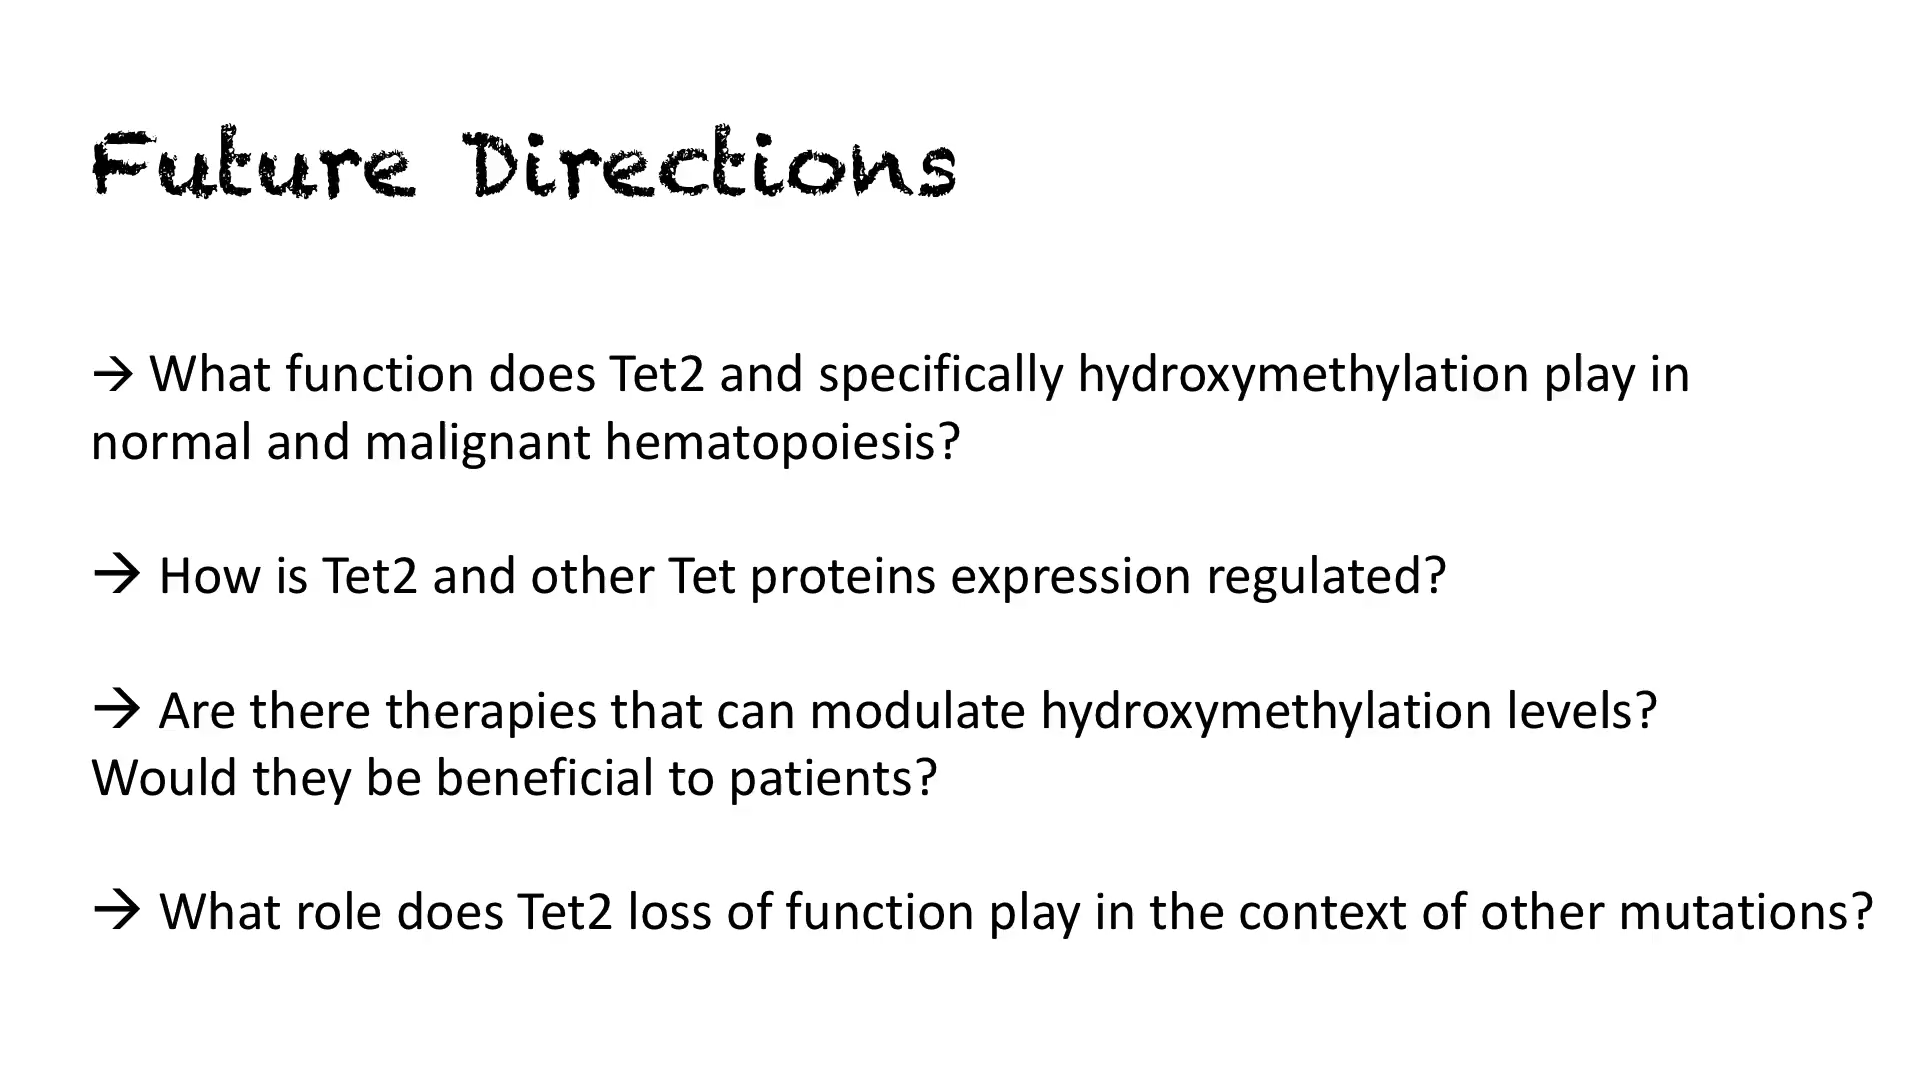 Future Directions
→ What function does Tet2 and specifically hydroxymethylation play in
normal and malignant hematopoiesis?
→ How is Tet2 and other Tet proteins expression regulated?
→ Are there therapies that can modulate hydroxymethylation levels?
Would they be beneficial to patients?
→ What role does Tet2 loss of function play in the context of other mutations?